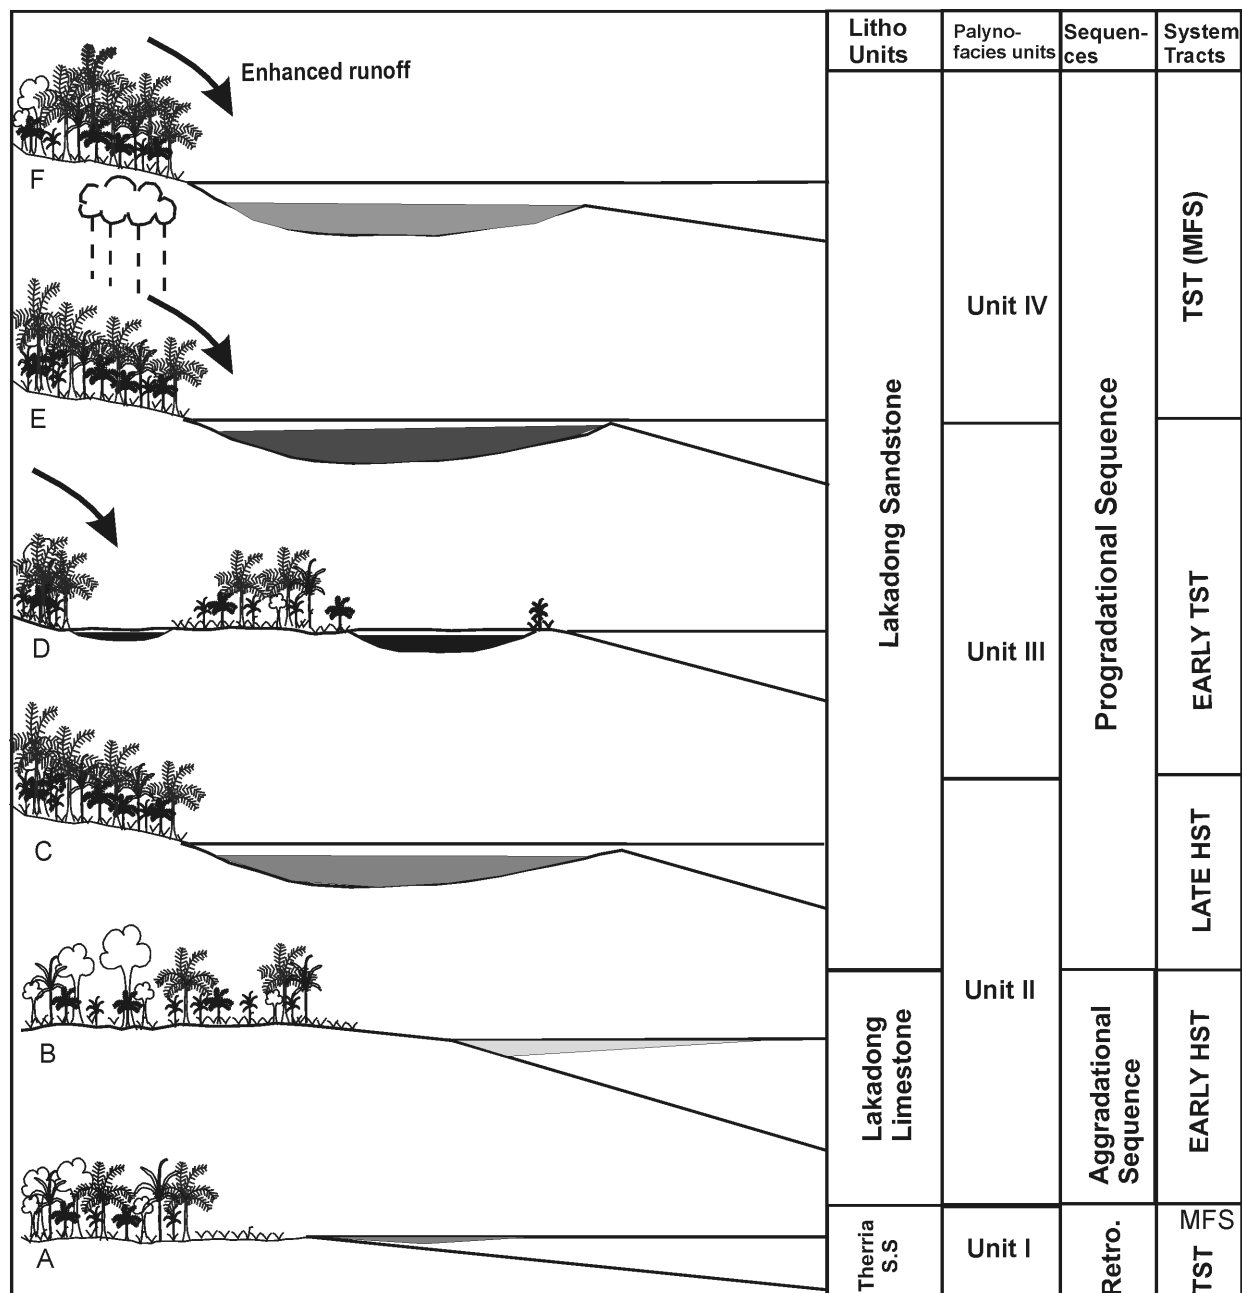 Litho
Units
Palyno-
facies units
Sequen-
ces
System
Tracts
Enhanced runoff
F
TST (MFS)
Unit IV
E
Lakadong Sandstone
Progradational Sequence
EARLY TST
Unit III
D
C
LATE HST
Unit II
B
Lakadong
Limestone
Aggradational
Sequence
EARLY HST
A
Therria
S.S
Unit I
Retro.
MFS
TST